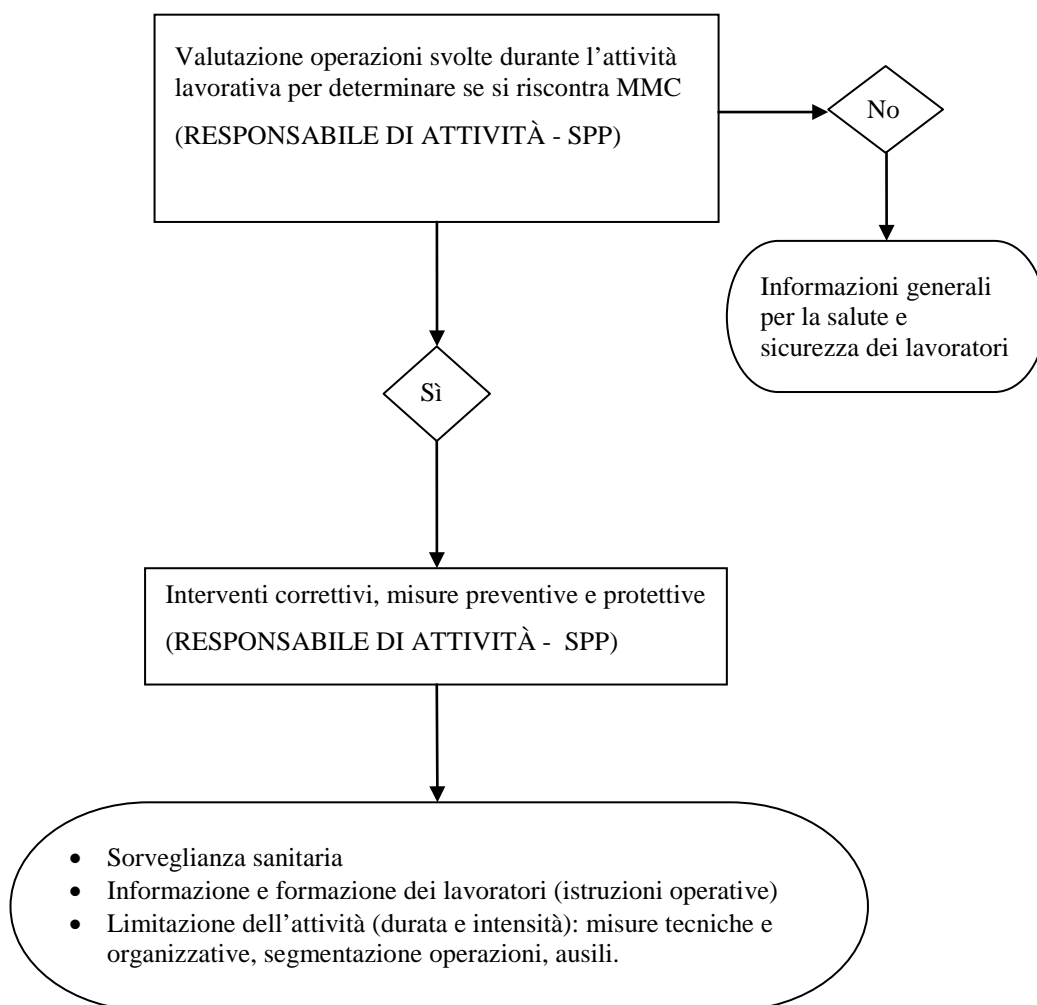 Valutazione operazioni svolte durante l’attività
lavorativa per determinare se si riscontra MMC
(RESPONSABILE DI ATTIVITÀ - SPP)
No
Informazioni generali
per la salute e
sicurezza dei lavoratori
Sì
Interventi correttivi, misure preventive e protettive
(RESPONSABILE DI ATTIVITÀ - SPP)
• Sorveglianza sanitaria
• Informazione e formazione dei lavoratori (istruzioni operative)
• Limitazione dell’attività (durata e intensità): misure tecniche e
organizzative, segmentazione operazioni, ausili.